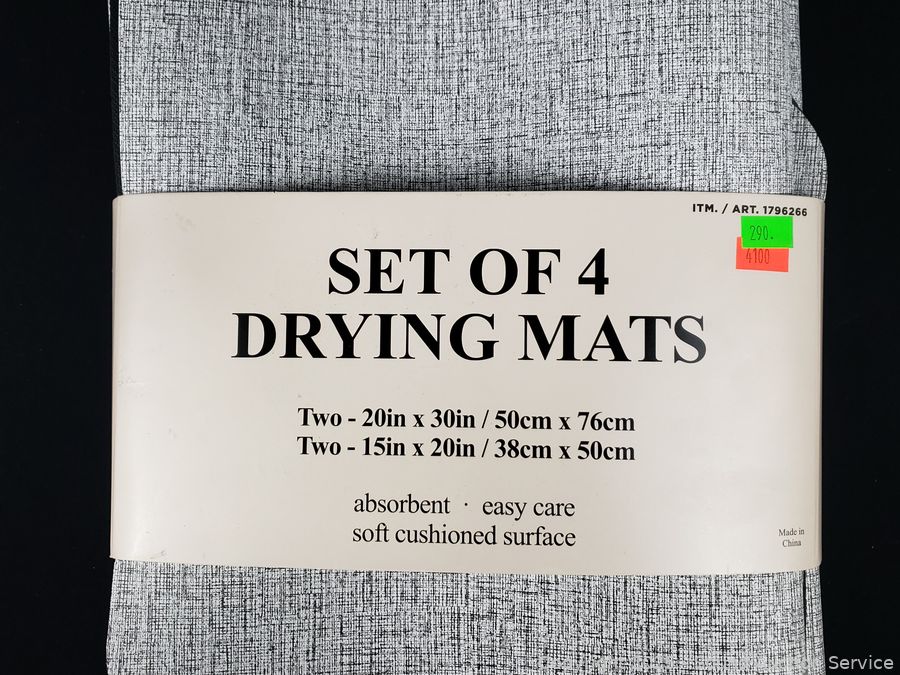 ITM. / ART. 1796266
290.
4100
SET OF 4
DRYING MATS
Two - 20in x 30in / 50cm x 76cm
Two - 15in x 20in / 38cm x 50cm
absorbent · easy care
soft cushioned surface
Made in
China
Service